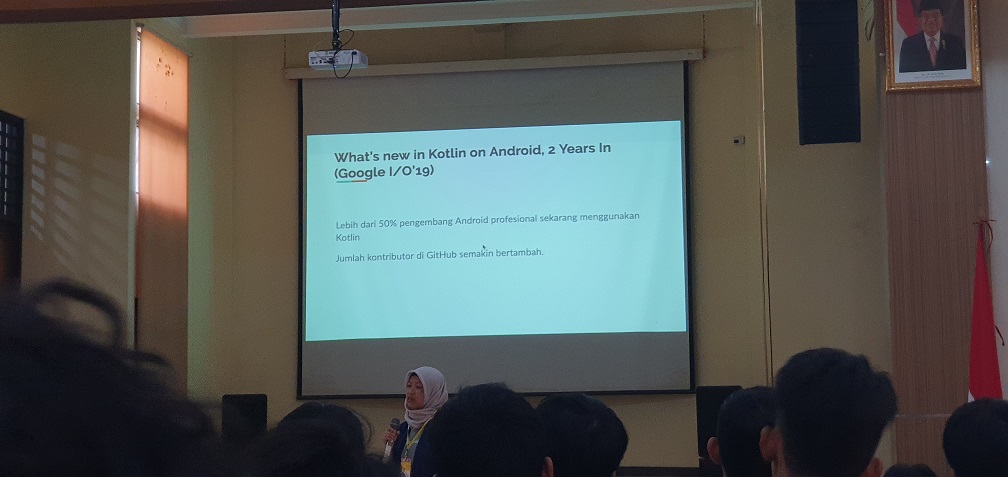 What's new in Kotlin on Android, 2 Years In
(Google I/O'19)
Lebih dari 50% pengembang Android profesional sekarang menggunakan
Kotlin
Jumlah kontributor di GitHub semakin bertambah.